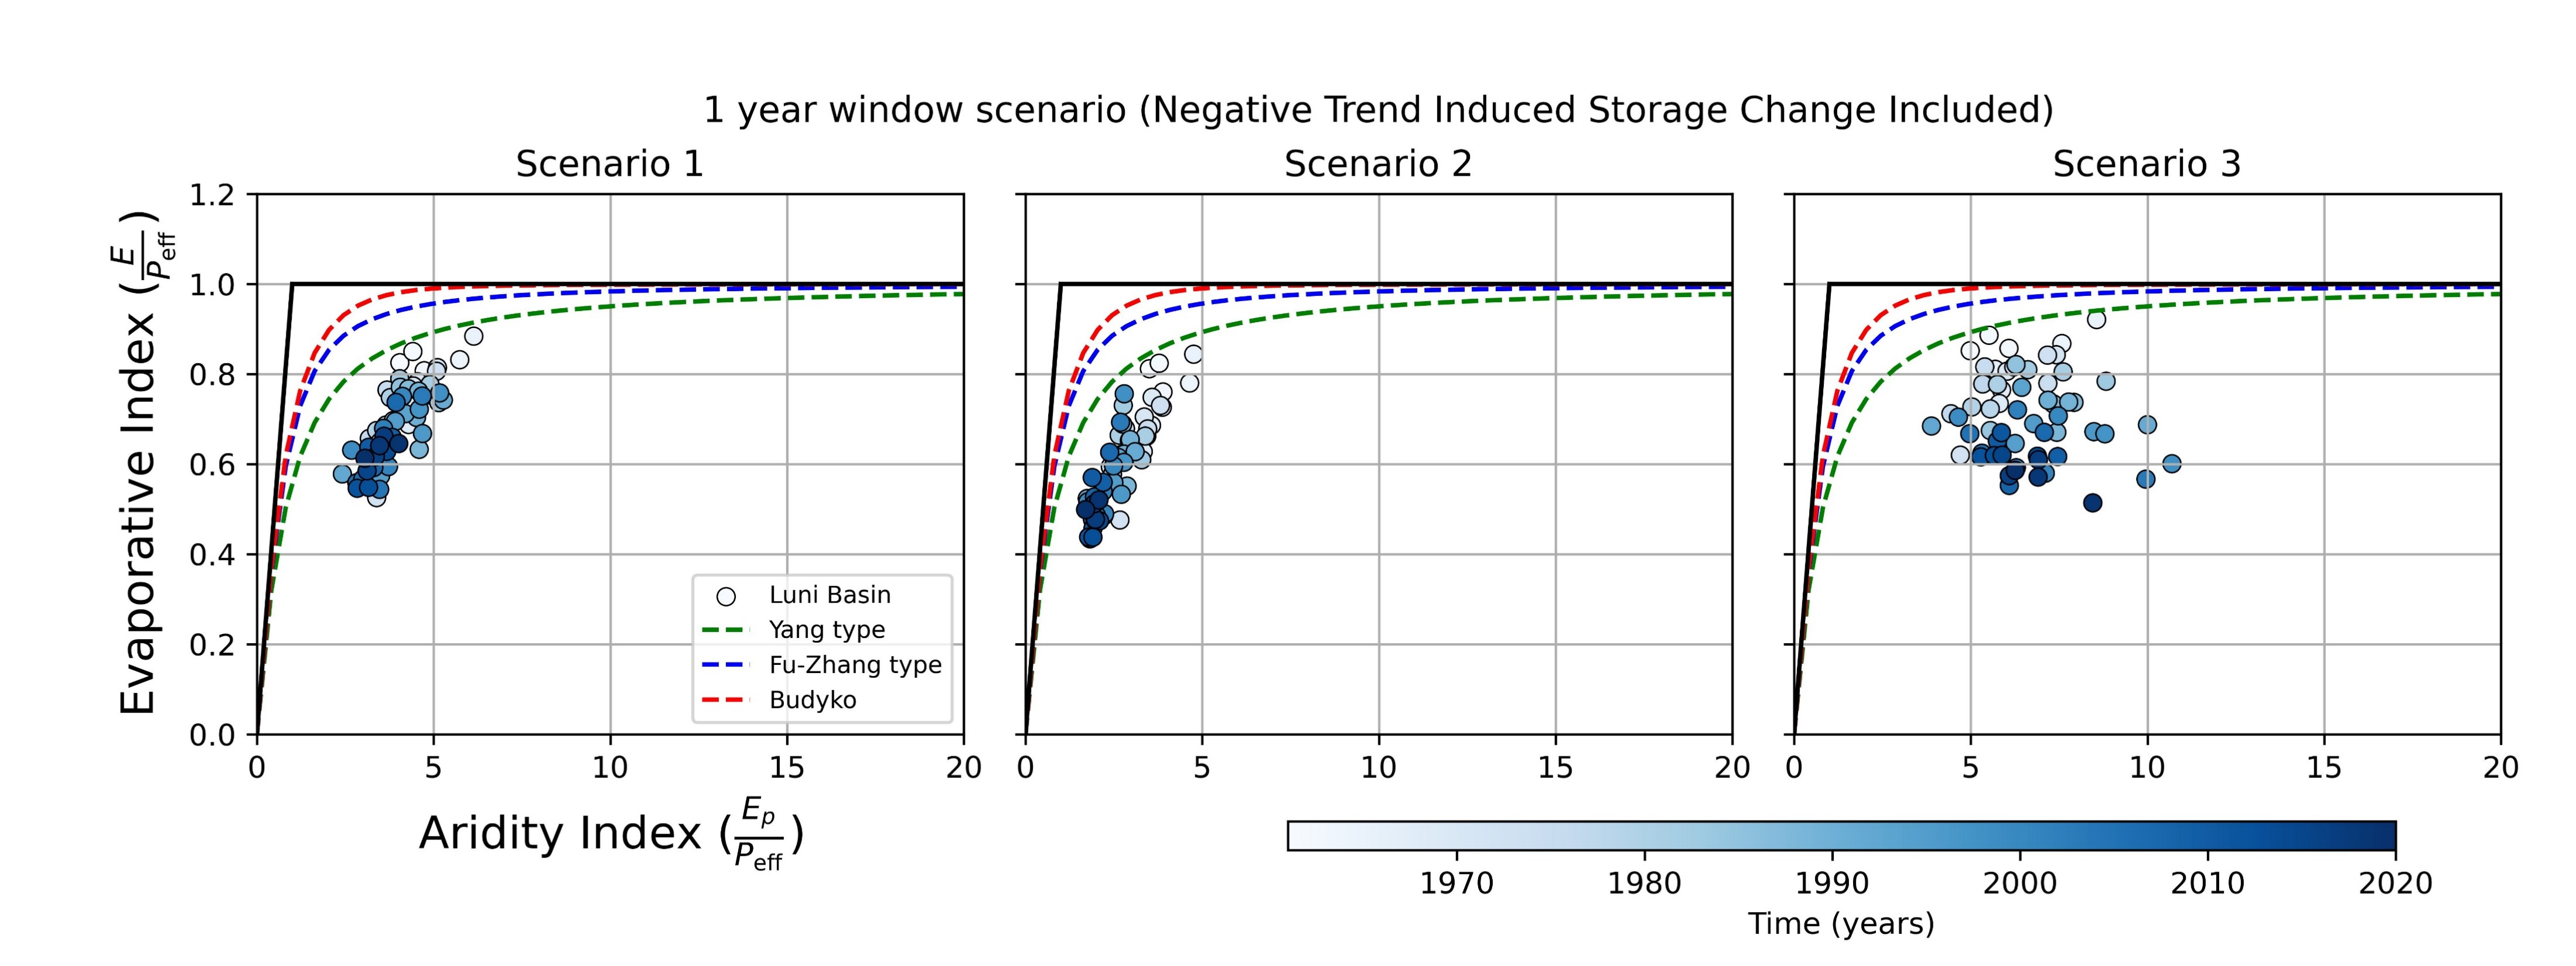 1 year window scenario (Negative Trend Induced Storage Change Included)
Scenario 1
Scenario 2
Scenario 3
Evaporative Index (E/P_eff)
1.2
1.0
0.8
0.6
0.4
0.2
0.0
Luni Basin
Yang type
Fu-Zhang type
Budyko
0 5 10 15 20
0 5 10 15 20
0 5 10 15 20
Aridity Index (E_p/P_eff)
1970 1980 1990 2000 2010 2020
Time (years)